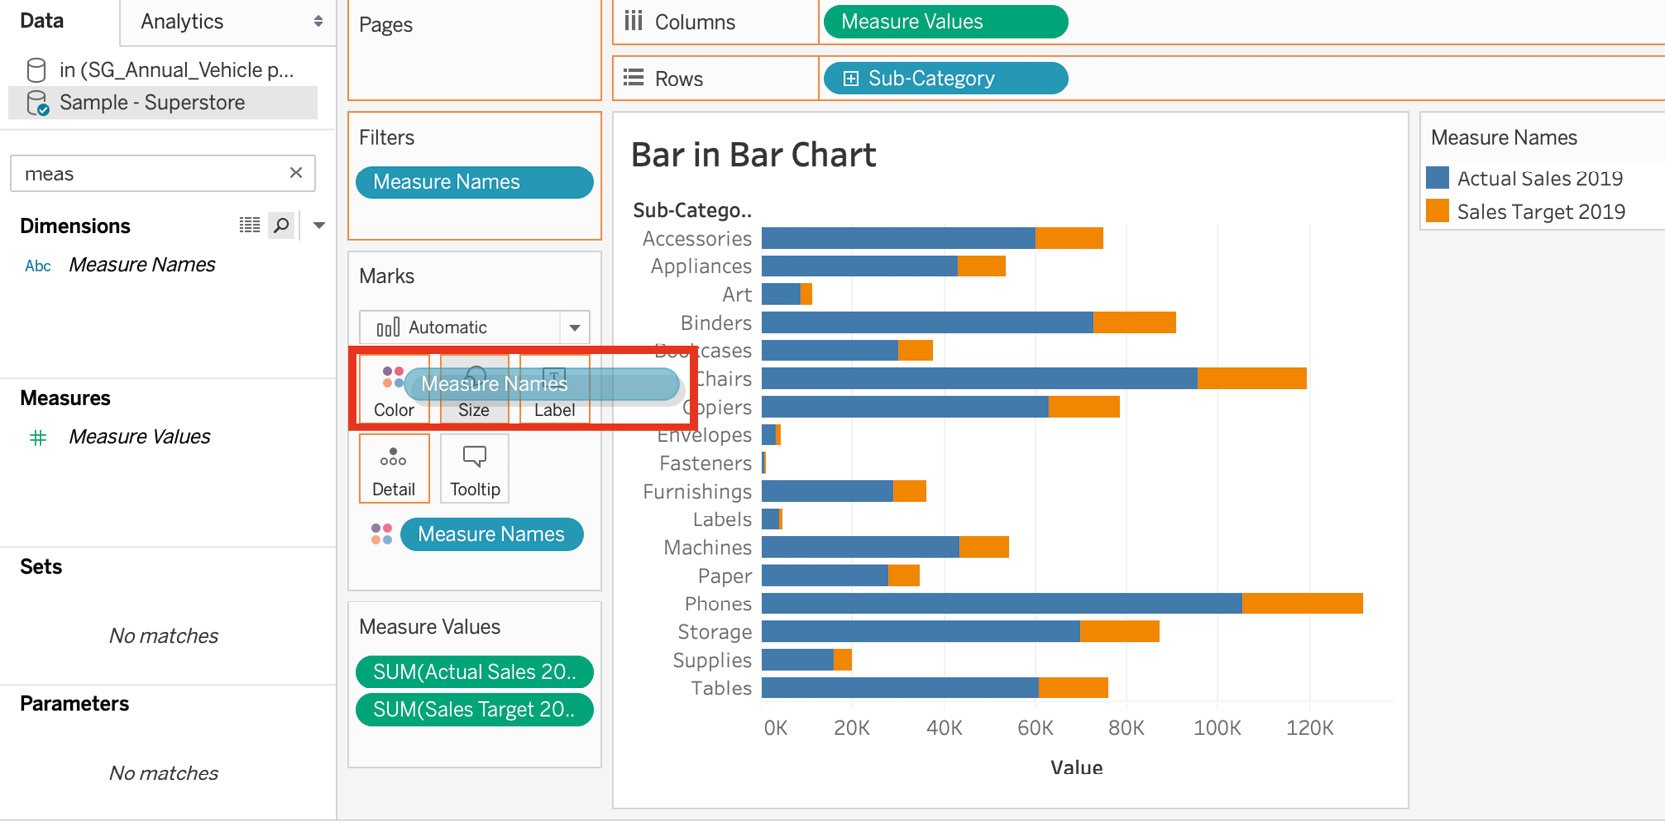 Data
Analytics
in (SG_Annual_Vehicle p...
Sample - Superstore
meas
Dimensions
Abc Measure Names
Measures
Measure Values
Sets
No matches
Parameters
No matches
Pages
Filters
Measure Names
Marks
Automatic
Measure Names
Color
Size
Label
Detail
Tooltip
Measure Names
Measure Values
SUM(Actual Sales 20..
SUM(Sales Target 20..
Columns
Measure Values
Rows
Sub-Category
Bar in Bar Chart
Sub-Catego..
Accessories
Appliances
Art
Binders
Bookcases
Chairs
Copiers
Envelopes
Fasteners
Furnishings
Labels
Machines
Paper
Phones
Storage
Supplies
Tables
0K 20K 40K 60K 80K 100K 120K
Value
Measure Names
Actual Sales 2019
Sales Target 2019